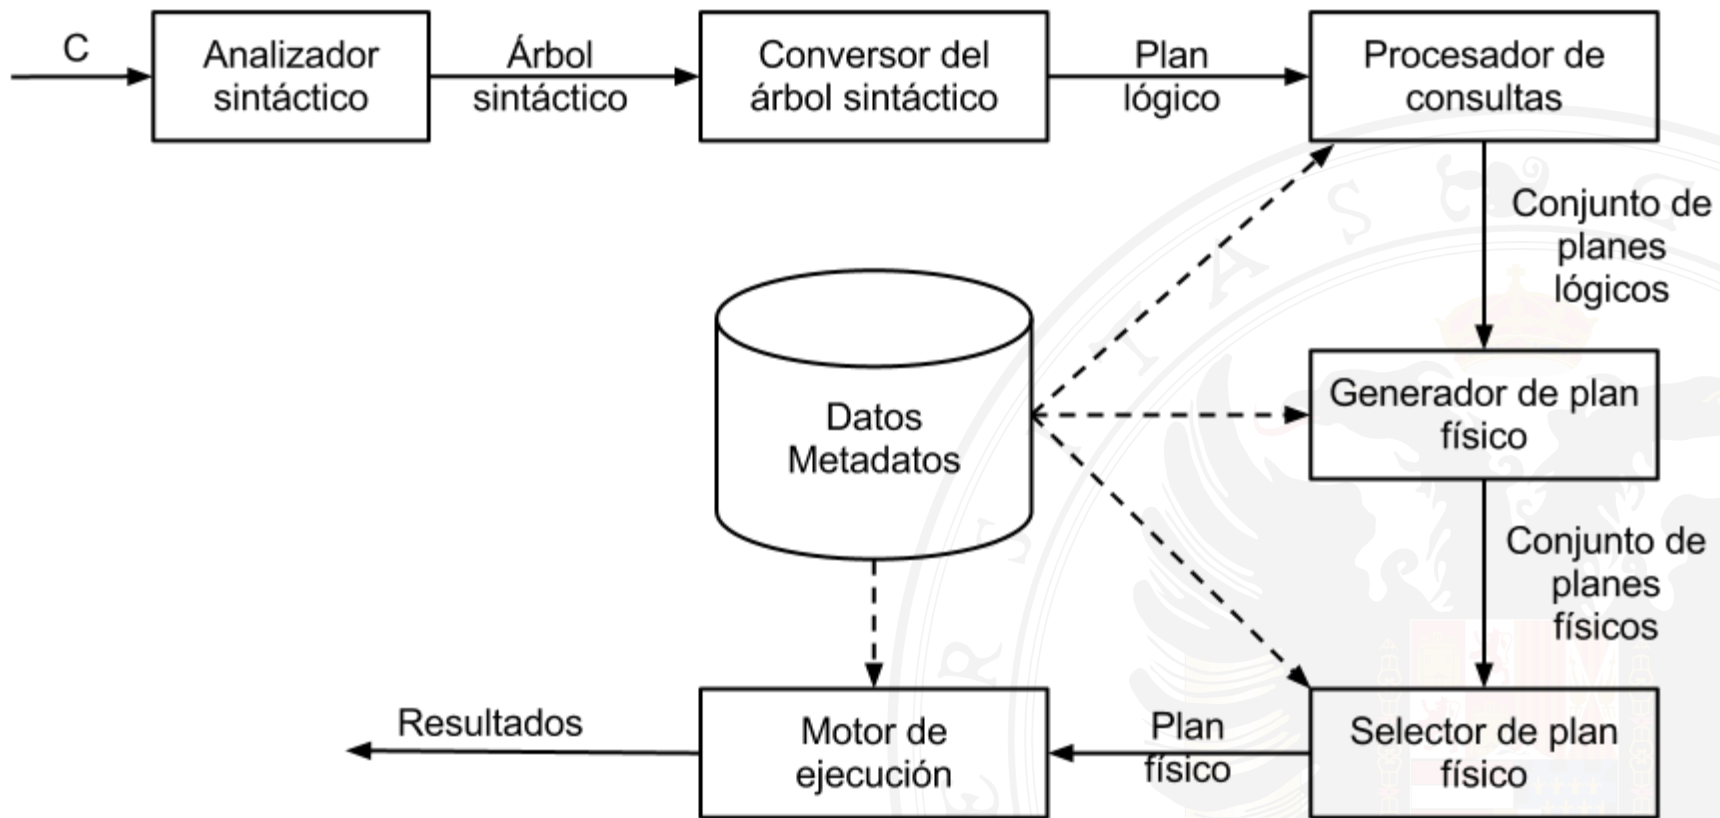 C
Analizador
sintáctico
Árbol
sintáctico
Conversor del
árbol sintáctico
Plan
lógico
Procesador de
consultas
Conjunto de
planes
lógicos
Datos
Metadatos
Generador de plan
físico
Conjunto de
planes
físicos
Resultados
Motor de
ejecución
Plan
físico
Selector de plan
físico